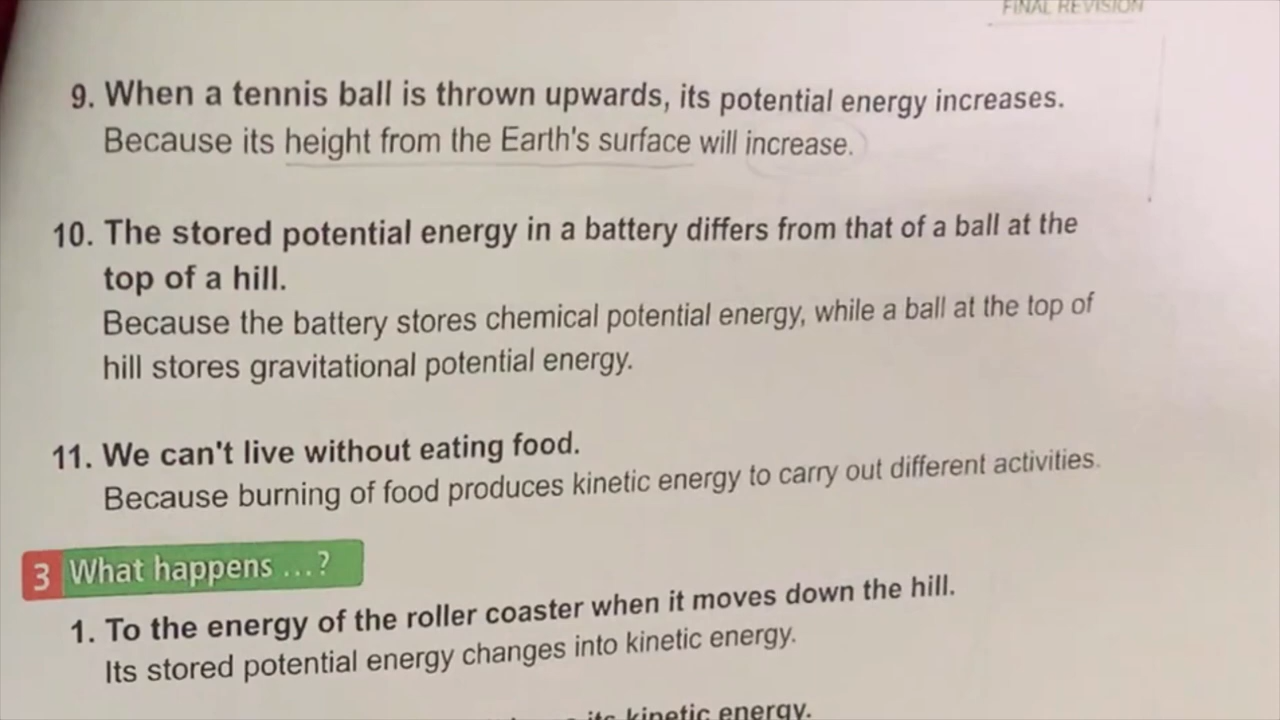 FINAL REVISION
9. When a tennis ball is thrown upwards, its potential energy increases.
Because its height from the Earth's surface will increase.
10. The stored potential energy in a battery differs from that of a ball at the
top of a hill.
Because the battery stores chemical potential energy, while a ball at the top of
hill stores gravitational potential energy.
11. We can't live without eating food.
Because burning of food produces kinetic energy to carry out different activities.
3 What happens ...?
1. To the energy of the roller coaster when it moves down the hill.
Its stored potential energy changes into kinetic energy.
its kinetic energy.